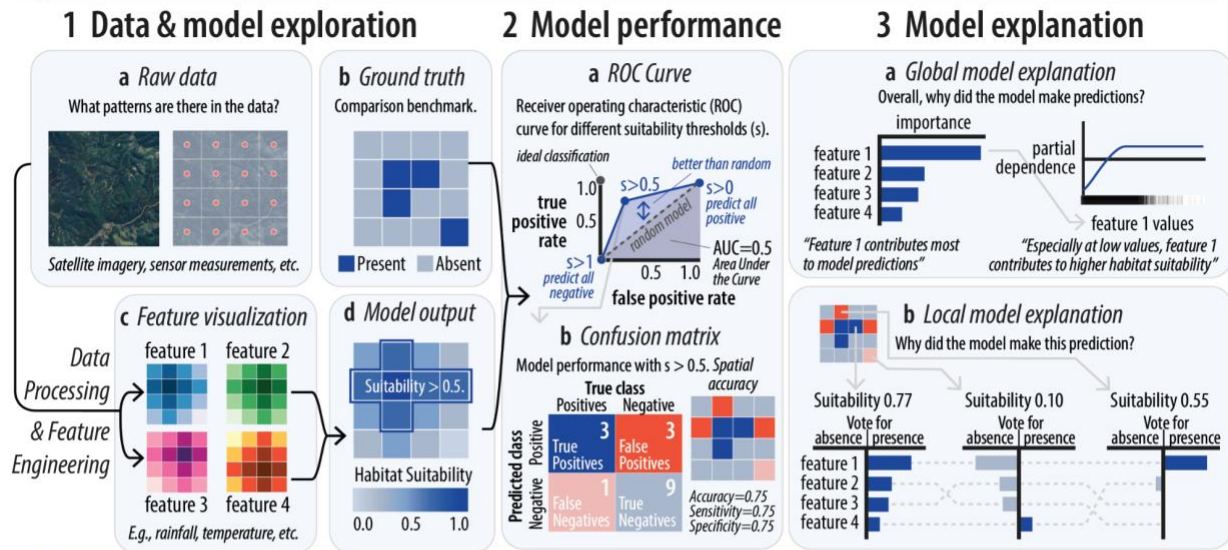 1 Data & model exploration
a Raw data
What patterns are there in the data?
Satellite imagery, sensor measurements, etc.
b Ground truth
Comparison benchmark.
Present Absent
Data
Processing
& Feature
Engineering
c Feature visualization
feature 1 feature 2
feature 3 feature 4
E.g., rainfall, temperature, etc.
d Model output
Suitability > 0.5.
Habitat Suitability
0.0 0.5 1.0
2 Model performance
a ROC Curve
Receiver operating characteristic (ROC)
curve for different suitability thresholds (s).
ideal classification
better than random
1.0
s>0.5
s>0
predict all
positive
true
positive
rate
0.5
random model
AUC=0.5
Area Under
the Curve
s>1
predict all
negative
0.5 1.0
false positive rate
b Confusion matrix
Model performance with s > 0.5.
Spatial
accuracy
True class
Positives Negative
Predicted class
Positive
Negative
3
True
Positives
3
False
Positives
1
False
Negatives
9
True
Negatives
Accuracy=0.75
Sensitivity=0.75
Specificity=0.75
3 Model explanation
a Global model explanation
Overall, why did the model make predictions?
importance
feature 1
feature 2
feature 3
feature 4
"Feature 1 contributes most
to model predictions"
partial
dependence
feature 1 values
"Especially at low values, feature 1
contributes to higher habitat suitability"
b Local model explanation
Why did the model make this prediction?
Suitability 0.77 Suitability 0.10 Suitability 0.55
Vote for Vote for Vote for
absence presence absence presence absence presence
feature 1
feature 2
feature 3
feature 4